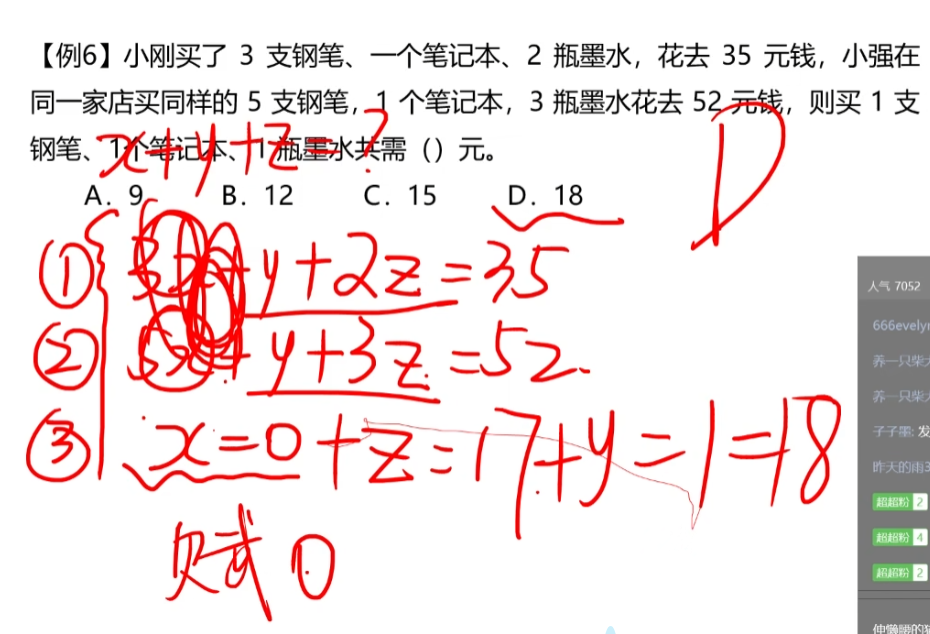 【例6】小刚买了 3 支钢笔、一个笔记本、2 瓶墨水，花去 35 元钱，小强在
同一家店买同样的 5 支钢笔，1 个笔记本，3 瓶墨水花去 52 元钱，则买 1 支
钢笔、1个笔记本、1 瓶墨水共需（）元。
x+y+z=?
A．9 B．12 C．15 D．18
D
① 3x+y+2z=35
② 5x+y+3z=52.
③ x=0+z=17+y=1=18
欠武 0
人气 7052
666evelyn
养一只柴
养一只柴
子子墨: 发
昨天的雨3
超超粉 2
超超粉 4
超超粉 2
伸懒腰的